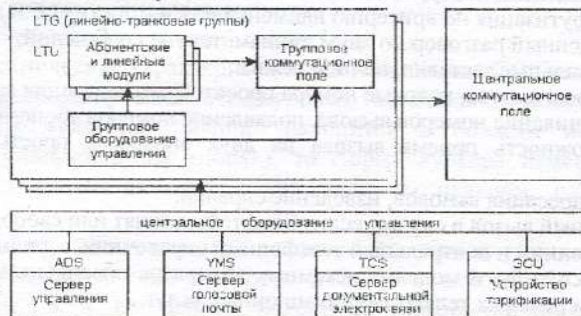 LTG (линейно-транковые группы)
LTU
Абонентские
и линейные
модули
Групповое
коммутационное
поле
Центральное
коммутационное
поле
Групповое
оборудование
управления
центральное оборудование управления
ADS
Сервер
управления
YMS
Сервер
голосовой
почты
TCS
Сервер
документальной
электросвязи
SCU
Устройство
тарификации